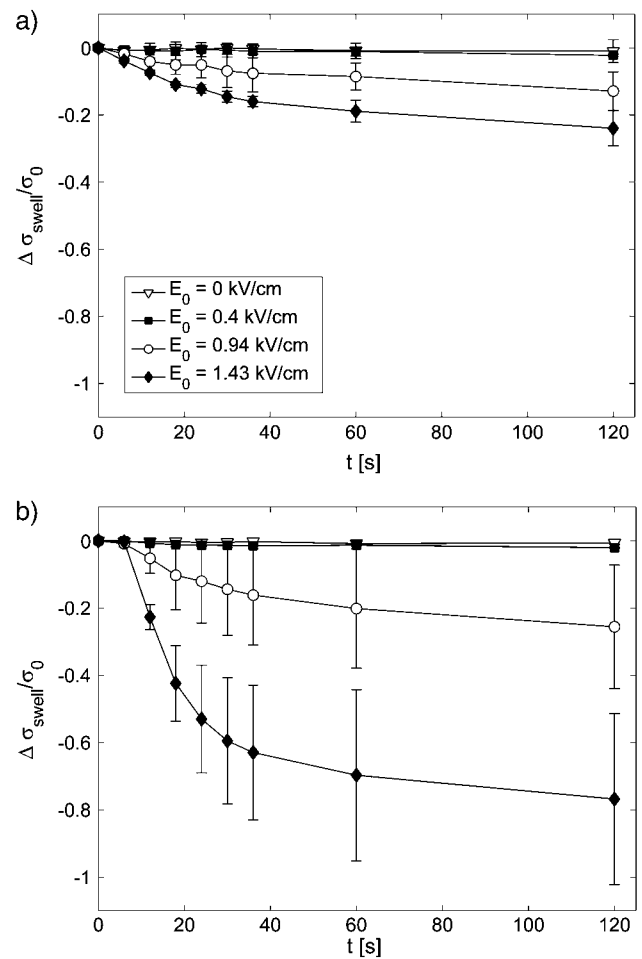 a)
0
-0.2
-0.4
-0.6
-0.8
-1
Δ σswell/σ0
E0 = 0 kV/cm
E0 = 0.4 kV/cm
E0 = 0.94 kV/cm
E0 = 1.43 kV/cm
0 20 40 60 80 100 120
t [s]
b)
0
-0.2
-0.4
-0.6
-0.8
-1
Δ σswell/σ0
0 20 40 60 80 100 120
t [s]